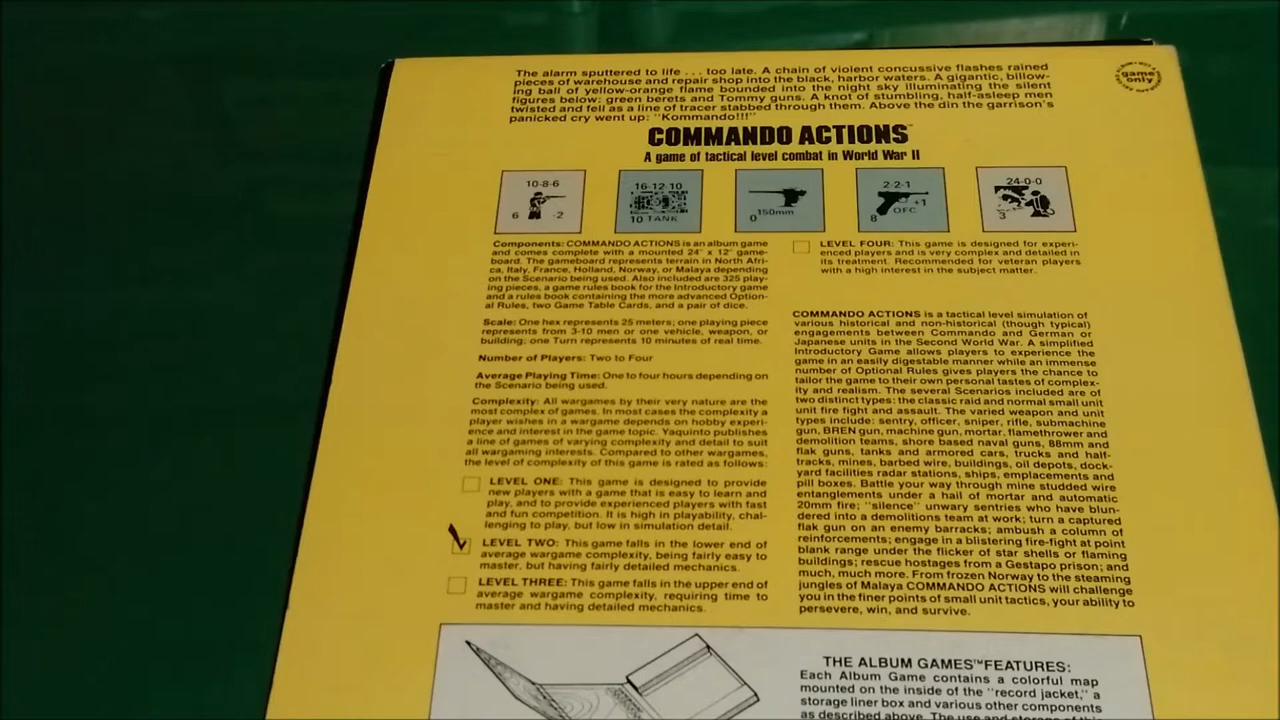 The alarm sputtered to life . . . too late. A chain of violent concussive flashes rained
pieces of warehouse and repair shop into the black, harbor waters. A gigantic, billow-
ing ball of yellow-orange flame bounded into the night sky illuminating the silent
figures below: green berets and Tommy guns. A knot of stumbling, half-asleep men
twisted and fell as a line of tracer stabbed through them. Above the din the garrison's
panicked cry went up: "Kommando!!!"
game
only
COMMANDO ACTIONS™
A game of tactical level combat in World War II
10-8-6
6 -2
16-12-10
10 TANK
150mm
0
2-2-1
+1
8 OFC
24-0-0
3
Components: COMMANDO ACTIONS is an album game
and comes complete with a mounted 24" x 12" game-
board. The gameboard represents terrain in North Afri-
ca, Italy, France, Holland, Norway, or Malaya depending
on the Scenario being used. Also included are 325 play-
ing pieces, a game rules book for the Introductory game
and a rules book containing the more advanced Option-
al Rules, two Game Table Cards, and a pair of dice.
Scale: One hex represents 25 meters; one playing piece
represents from 3-10 men or one vehicle, weapon, or
building; one Turn represents 10 minutes of real time.
Number of Players: Two to Four
Average Playing Time: One to four hours depending on
the Scenario being used.
Complexity: All wargames by their very nature are the
most complex of games. In most cases the complexity a
player wishes in a wargame depends on hobby experi-
ence and interest in the game topic. Yaquinto publishes
a line of games of varying complexity and detail to suit
all wargaming interests. Compared to other wargames,
the level of complexity of this game is rated as follows:
LEVEL ONE: This game is designed to provide
new players with a game that is easy to learn and
play, and to provide experienced players with fast
and fun competition. It is high in playability, chal-
lenging to play, but low in simulation detail.
LEVEL TWO: This game falls in the lower end of
average wargame complexity, being fairly easy to
master, but having fairly detailed mechanics.
LEVEL THREE: This game falls in the upper end of
average wargame complexity, requiring time to
master and having detailed mechanics.
LEVEL FOUR: This game is designed for experi-
enced players and is very complex and detailed in
its treatment. Recommended for veteran players
with a high interest in the subject matter.
COMMANDO ACTIONS is a tactical level simulation of
various historical and non-historical (though typical)
engagements between Commando and German or
Japanese units in the Second World War. A simplified
Introductory Game allows players to experience the
game in an easily digestable manner while an immense
number of Optional Rules gives players the chance to
tailor the game to their own personal tastes of complex-
ity and realism. The several Scenarios included are of
two distinct types: the classic raid and normal small unit
unit fire fight and assault. The varied weapon and unit
types include: sentry, officer, sniper, rifle, submachine
gun, BREN gun, machine gun, mortar, flamethrower and
demolition teams, shore based naval guns, 88mm and
flak guns, tanks and armored cars, trucks and half-
tracks, mines, barbed wire, buildings, oil depots, dock-
yard facilities radar stations, ships, emplacements and
pill boxes. Battle your way through mine studded wire
entanglements under a hail of mortar and automatic
20mm fire; "silence" unwary sentries who have blun-
dered into a demolitions team at work; turn a captured
flak gun on an enemy barracks; ambush a column of
reinforcements; engage in a blistering fire-fight at point
blank range under the flicker of star shells or flaming
buildings; rescue hostages from a Gestapo prison; and
much, much more. From frozen Norway to the steaming
jungles of Malaya COMMANDO ACTIONS will challenge
you in the finer points of small unit tactics, your ability to
persevere, win, and survive.
THE ALBUM GAMES™ FEATURES:
Each Album Game contains a colorful map
mounted on the inside of the "record jacket," a
storage liner box and various other components
as described above. The use and storage of this